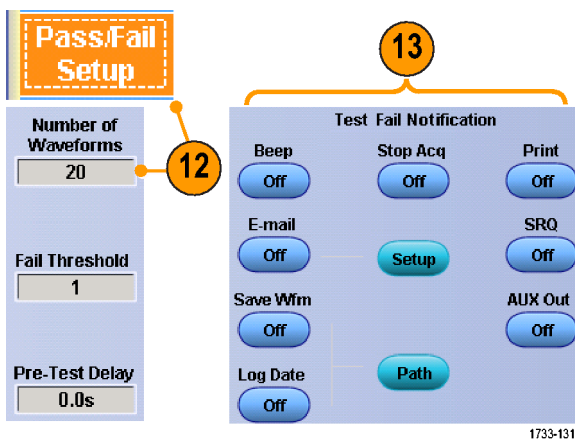 Pass/Fail
Setup
12
Number of
Waveforms
20
Fail Threshold
1
Pre-Test Delay
0.0s
13
Test Fail Notification
Beep
Off
Stop Acq
Off
Print
Off
E-mail
Off
Setup
SRQ
Off
Save Wfm
Off
AUX Out
Off
Log Date
Off
Path
1733-131